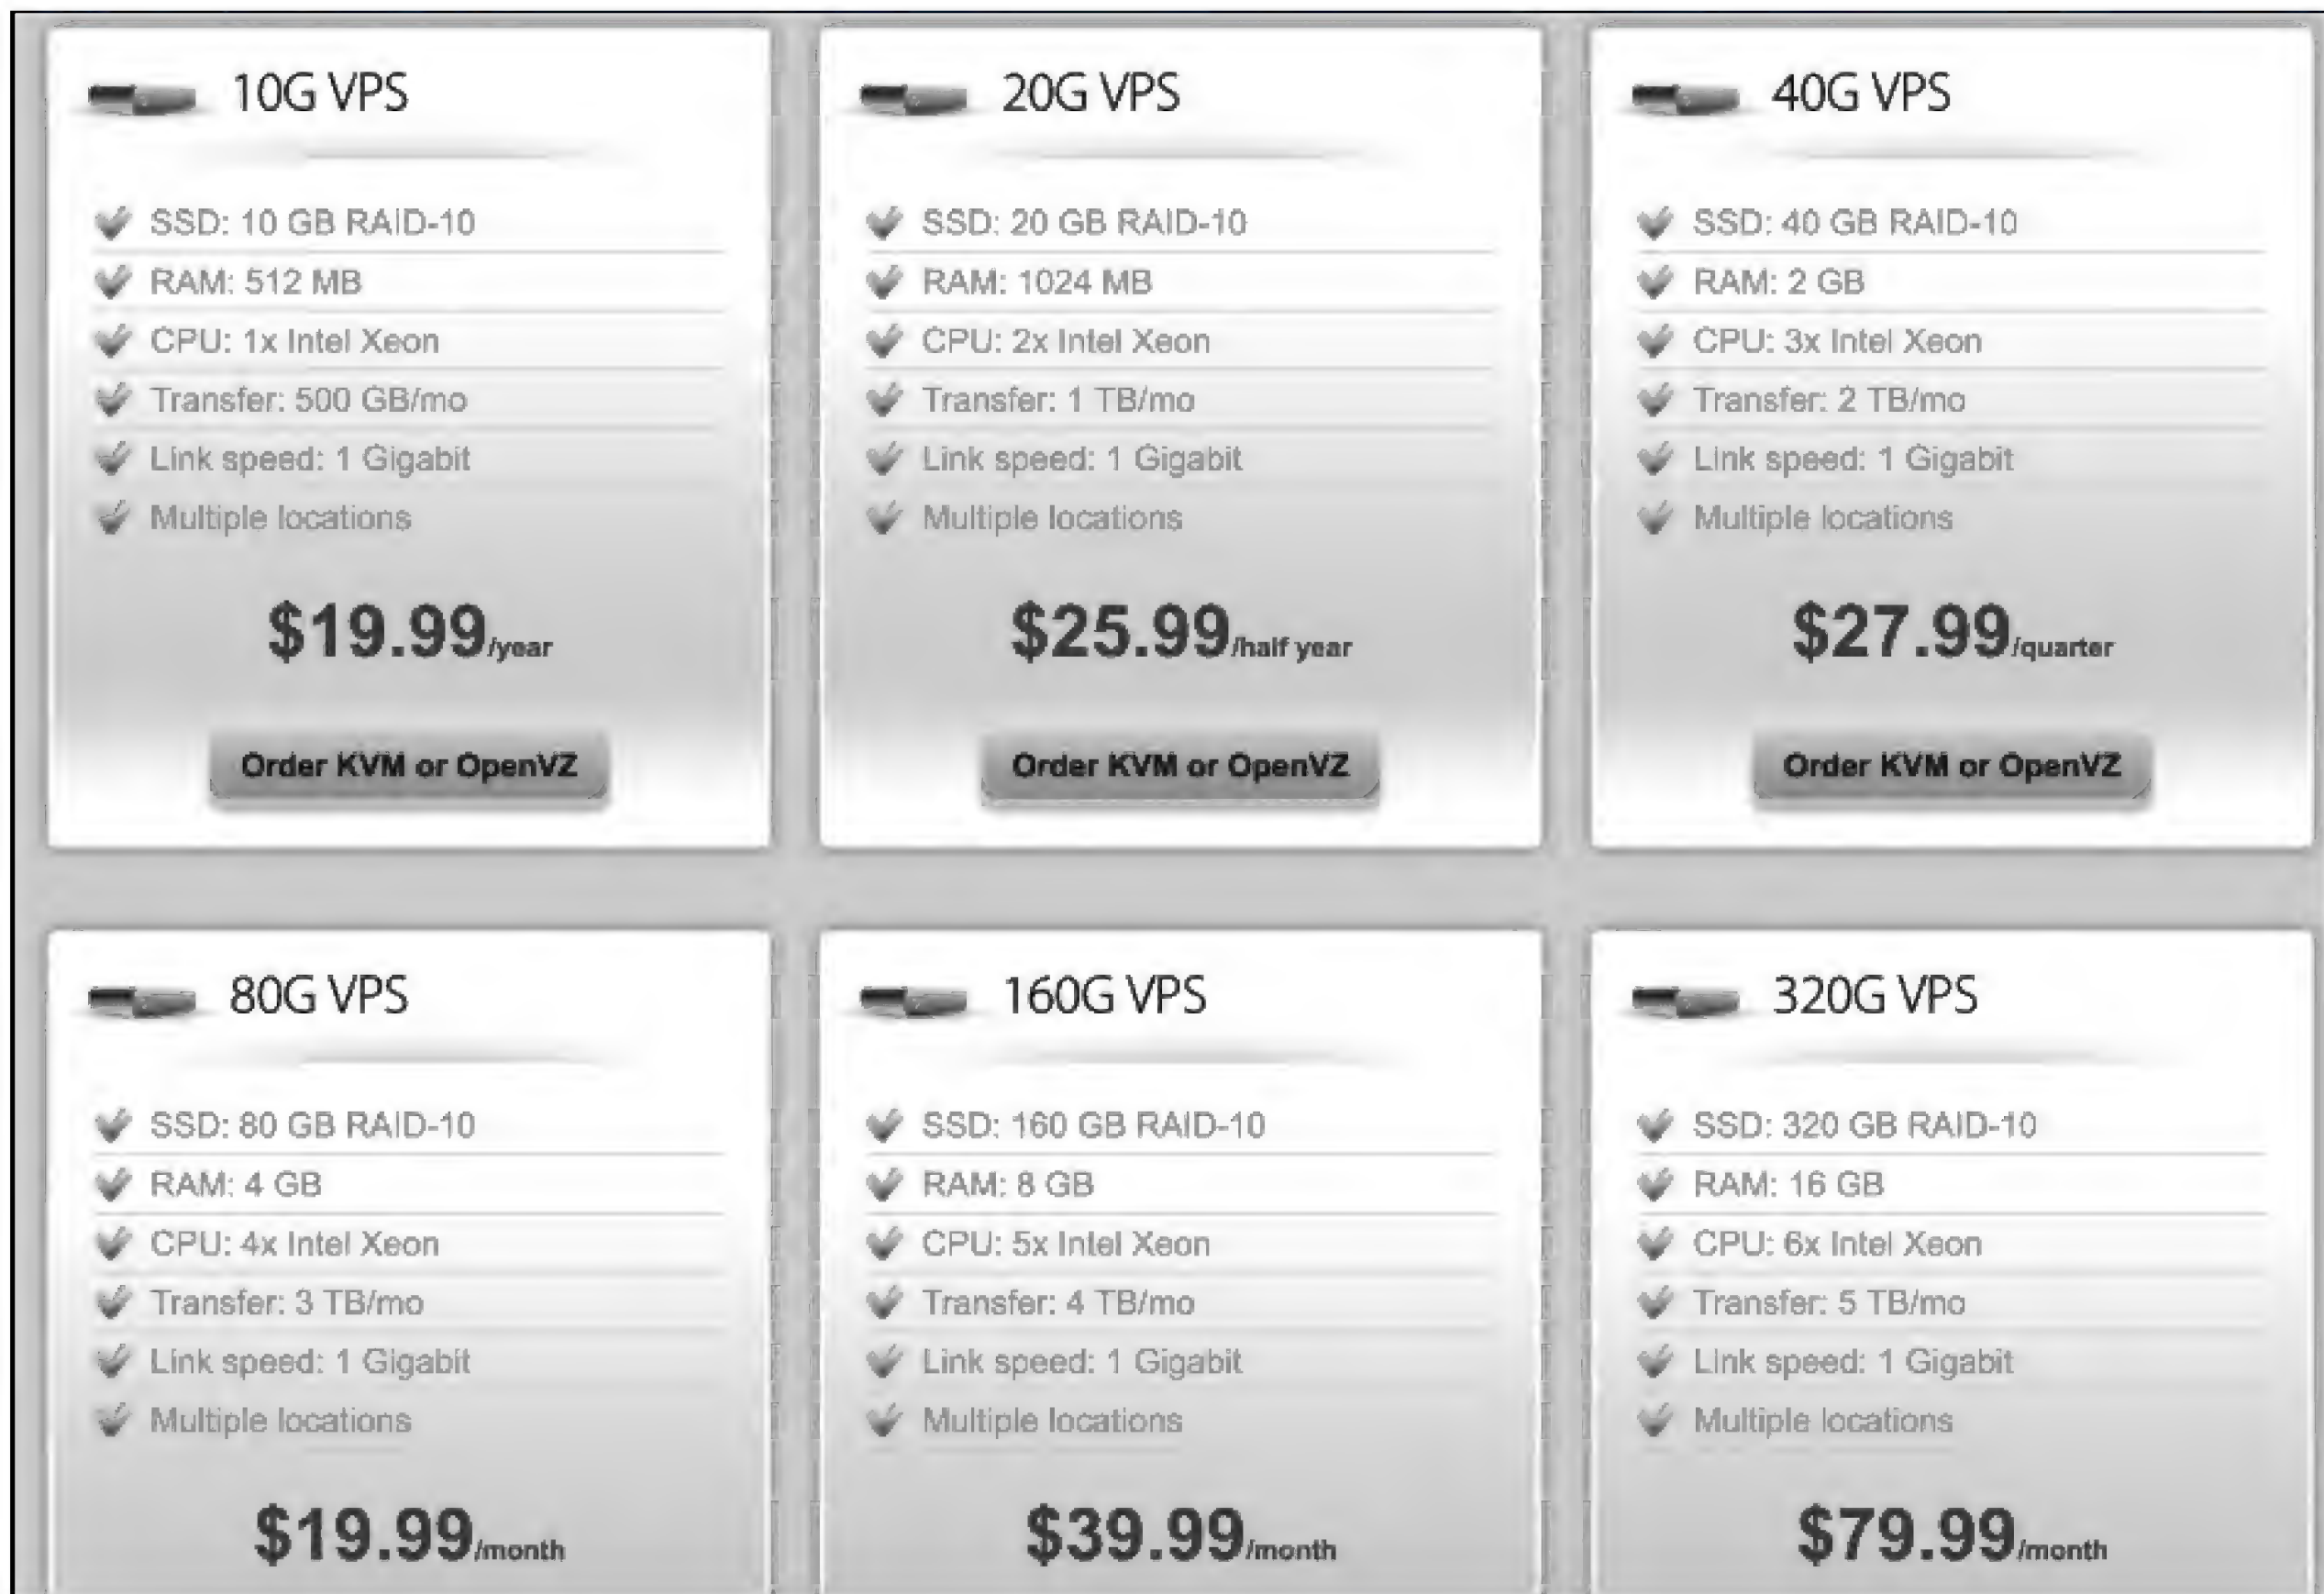 10G VPS
SSD: 10 GB RAID-10
RAM: 512 MB
CPU: 1x Intel Xeon
Transfer: 500 GB/mo
Link speed: 1 Gigabit
Multiple locations
$19.99/year
Order KVM or OpenVZ
20G VPS
SSD: 20 GB RAID-10
RAM: 1024 MB
CPU: 2x Intel Xeon
Transfer: 1 TB/mo
Link speed: 1 Gigabit
Multiple locations
$25.99/half year
Order KVM or OpenVZ
40G VPS
SSD: 40 GB RAID-10
RAM: 2 GB
CPU: 3x Intel Xeon
Transfer: 2 TB/mo
Link speed: 1 Gigabit
Multiple locations
$27.99/quarter
Order KVM or OpenVZ
80G VPS
SSD: 80 GB RAID-10
RAM: 4 GB
CPU: 4x Intel Xeon
Transfer: 3 TB/mo
Link speed: 1 Gigabit
Multiple locations
$19.99/month
160G VPS
SSD: 160 GB RAID-10
RAM: 8 GB
CPU: 5x Intel Xeon
Transfer: 4 TB/mo
Link speed: 1 Gigabit
Multiple locations
$39.99/month
320G VPS
SSD: 320 GB RAID-10
RAM: 16 GB
CPU: 6x Intel Xeon
Transfer: 5 TB/mo
Link speed: 1 Gigabit
Multiple locations
$79.99/month